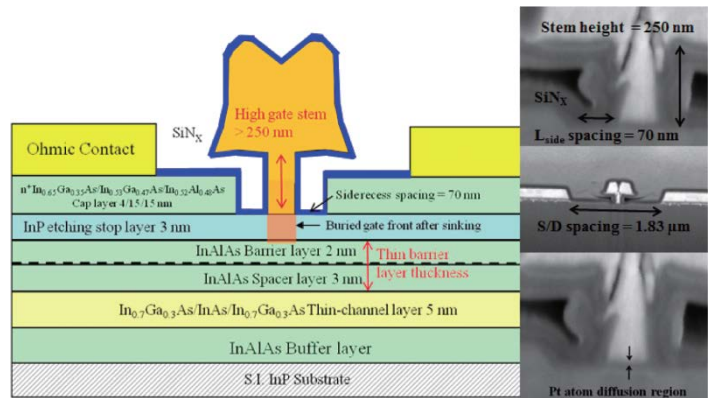 High gate stem
> 250 nm
SiNX
Ohmic Contact
n+In0.65Ga0.35As/In0.53Ga0.47As/In0.52Al0.48As
Cap layer 4/15/15 nm
Siderecess spacing = 70 nm
InP etching stop layer 3 nm
Buried gate front after sinking
InAlAs Barrier layer 2 nm
Thin barrier
layer thickness
InAlAs Spacer layer 3 nm
In0.7Ga0.3As/InAs/In0.7Ga0.3As Thin-channel layer 5 nm
InAlAs Buffer layer
S.I. InP Substrate
Stem height = 250 nm
SiNX
Lside spacing = 70 nm
S/D spacing = 1.83 μm
Pt atom diffusion region